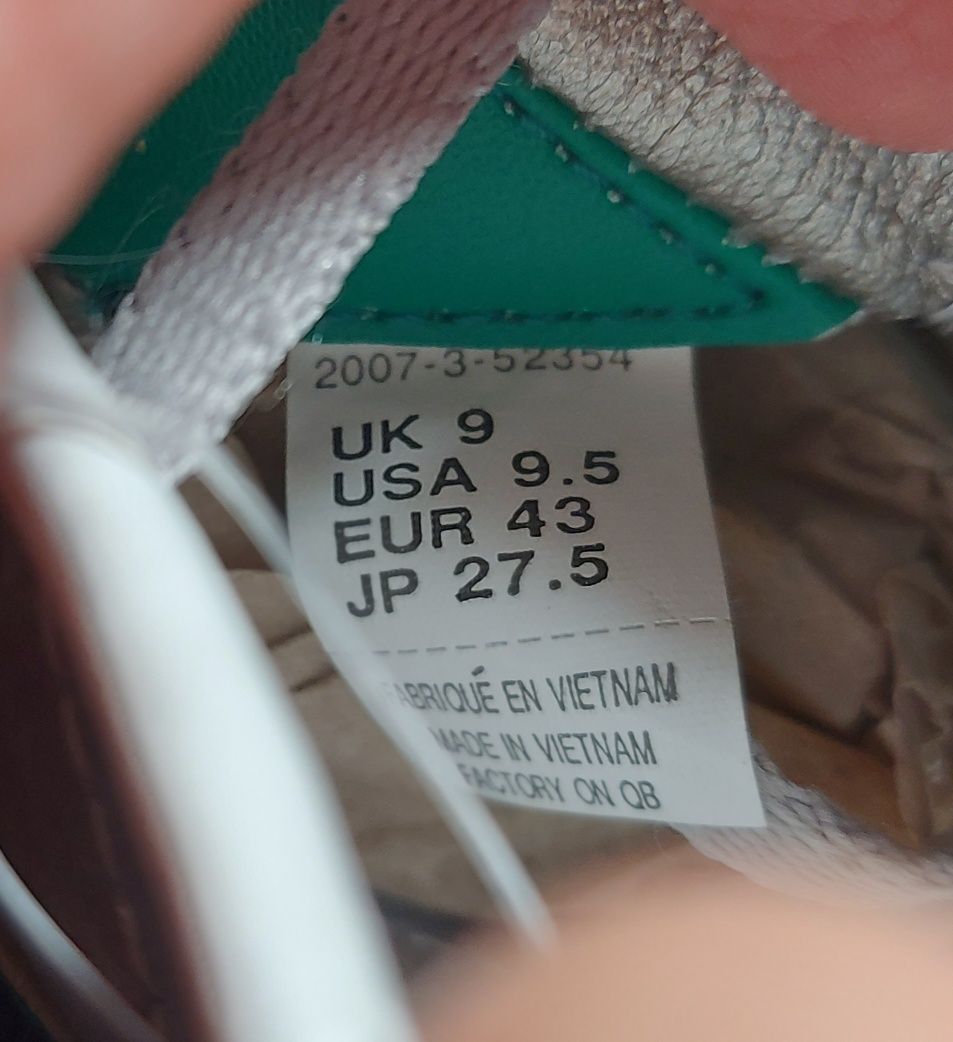 2007-3-52354
UK 9
USA 9.5
EUR 43
JP 27.5
FABRIQUÉ EN VIETNAM
MADE IN VIETNAM
FACTORY ON QB